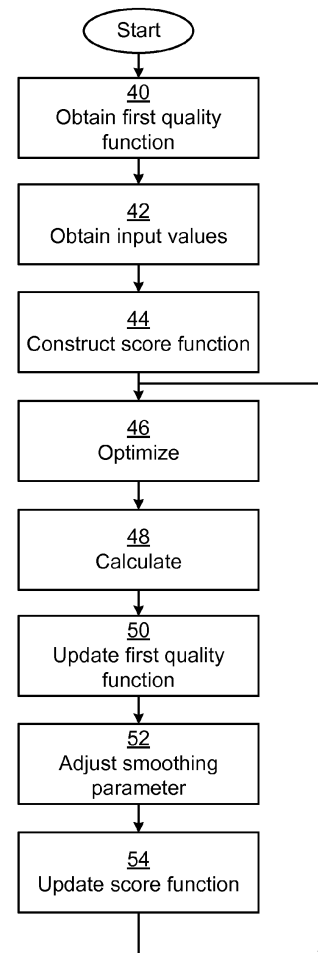 Start
40
Obtain first quality
function
42
Obtain input values
44
Construct score function
46
Optimize
48
Calculate
50
Update first quality
function
52
Adjust smoothing
parameter
54
Update score function